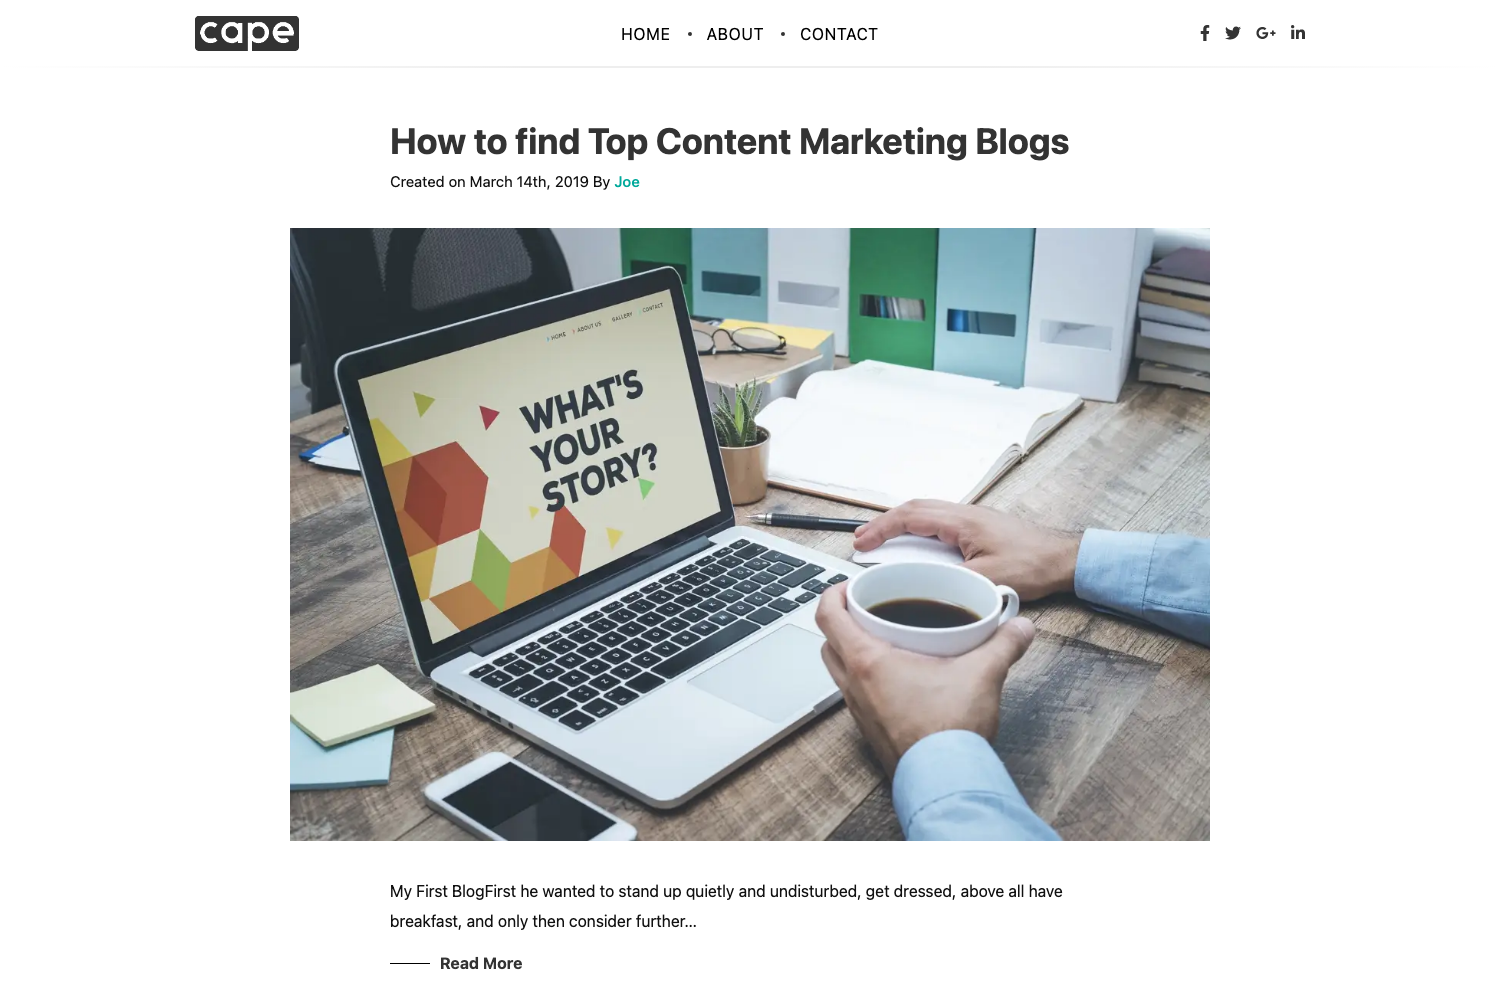 cape
HOME • ABOUT • CONTACT
G+ in
How to find Top Content Marketing Blogs
Created on March 14th, 2019 By Joe
HOME ABOUT US GALLERY CONTACT
WHAT'S
YOUR
STORY?
My First BlogFirst he wanted to stand up quietly and undisturbed, get dressed, above all have
breakfast, and only then consider further...
Read More